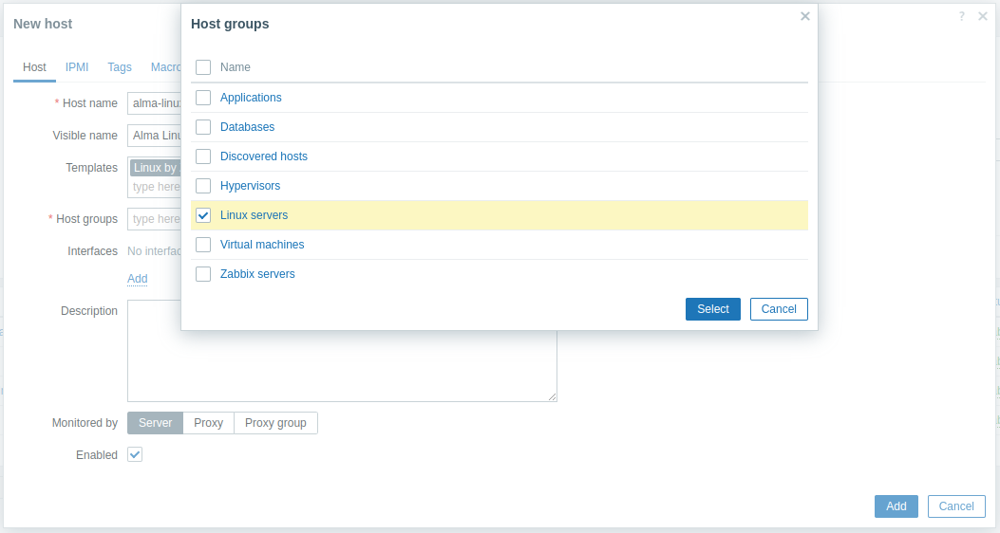 New host
?
Host IPMI Tags Macro
* Host name alma-linux
Visible name Alma Linu
Templates Linux by
type here
* Host groups type here
Interfaces No interfac
Add
Description
Monitored by Server Proxy Proxy group
Enabled
Add Cancel
Host groups
Name
Applications
Databases
Discovered hosts
Hypervisors
Linux servers
Virtual machines
Zabbix servers
Select Cancel